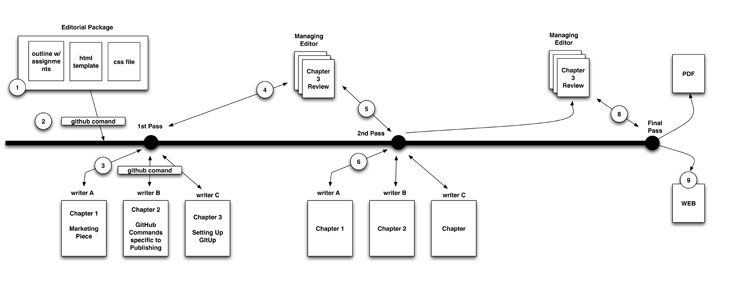 Editorial Package
outline w/
assignme
nts
html
template
css file
1
2
github comand
1st Pass
3
github comand
writer A
writer B
writer C
Chapter 1
Marketing
Piece
Chapter 2
GitHub
Commands
specific to
Publishing
Chapter 3
Setting Up
GitUp
4
Managing
Editor
Chapter
3
Review
5
2nd Pass
6
writer A
writer B
writer C
Chapter 1
Chapter 2
Chapter
Managing
Editor
Chapter
3
Review
8
Final
Pass
PDF
9
WEB